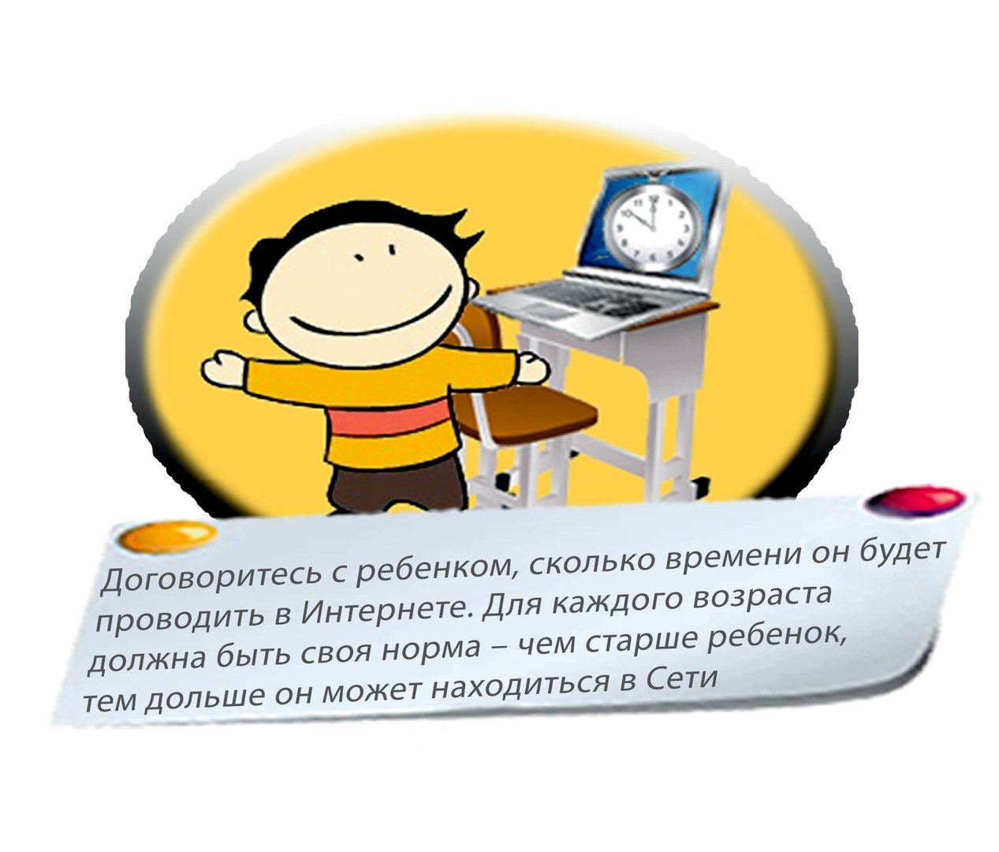 Договоритесь с ребенком, сколько времени он будет
проводить в Интернете. Для каждого возраста
должна быть своя норма – чем старше ребенок,
тем дольше он может находиться в Сети